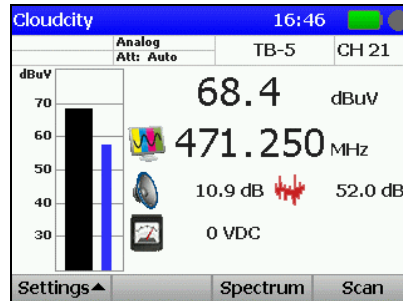 Cloudcity 16:46
Analog
Att: Auto
TB-5 CH 21
dBuV
70
60
50
40
30
68.4 dBuV
471.250 MHz
10.9 dB 52.0 dB
0 VDC
Settings▲ Spectrum Scan